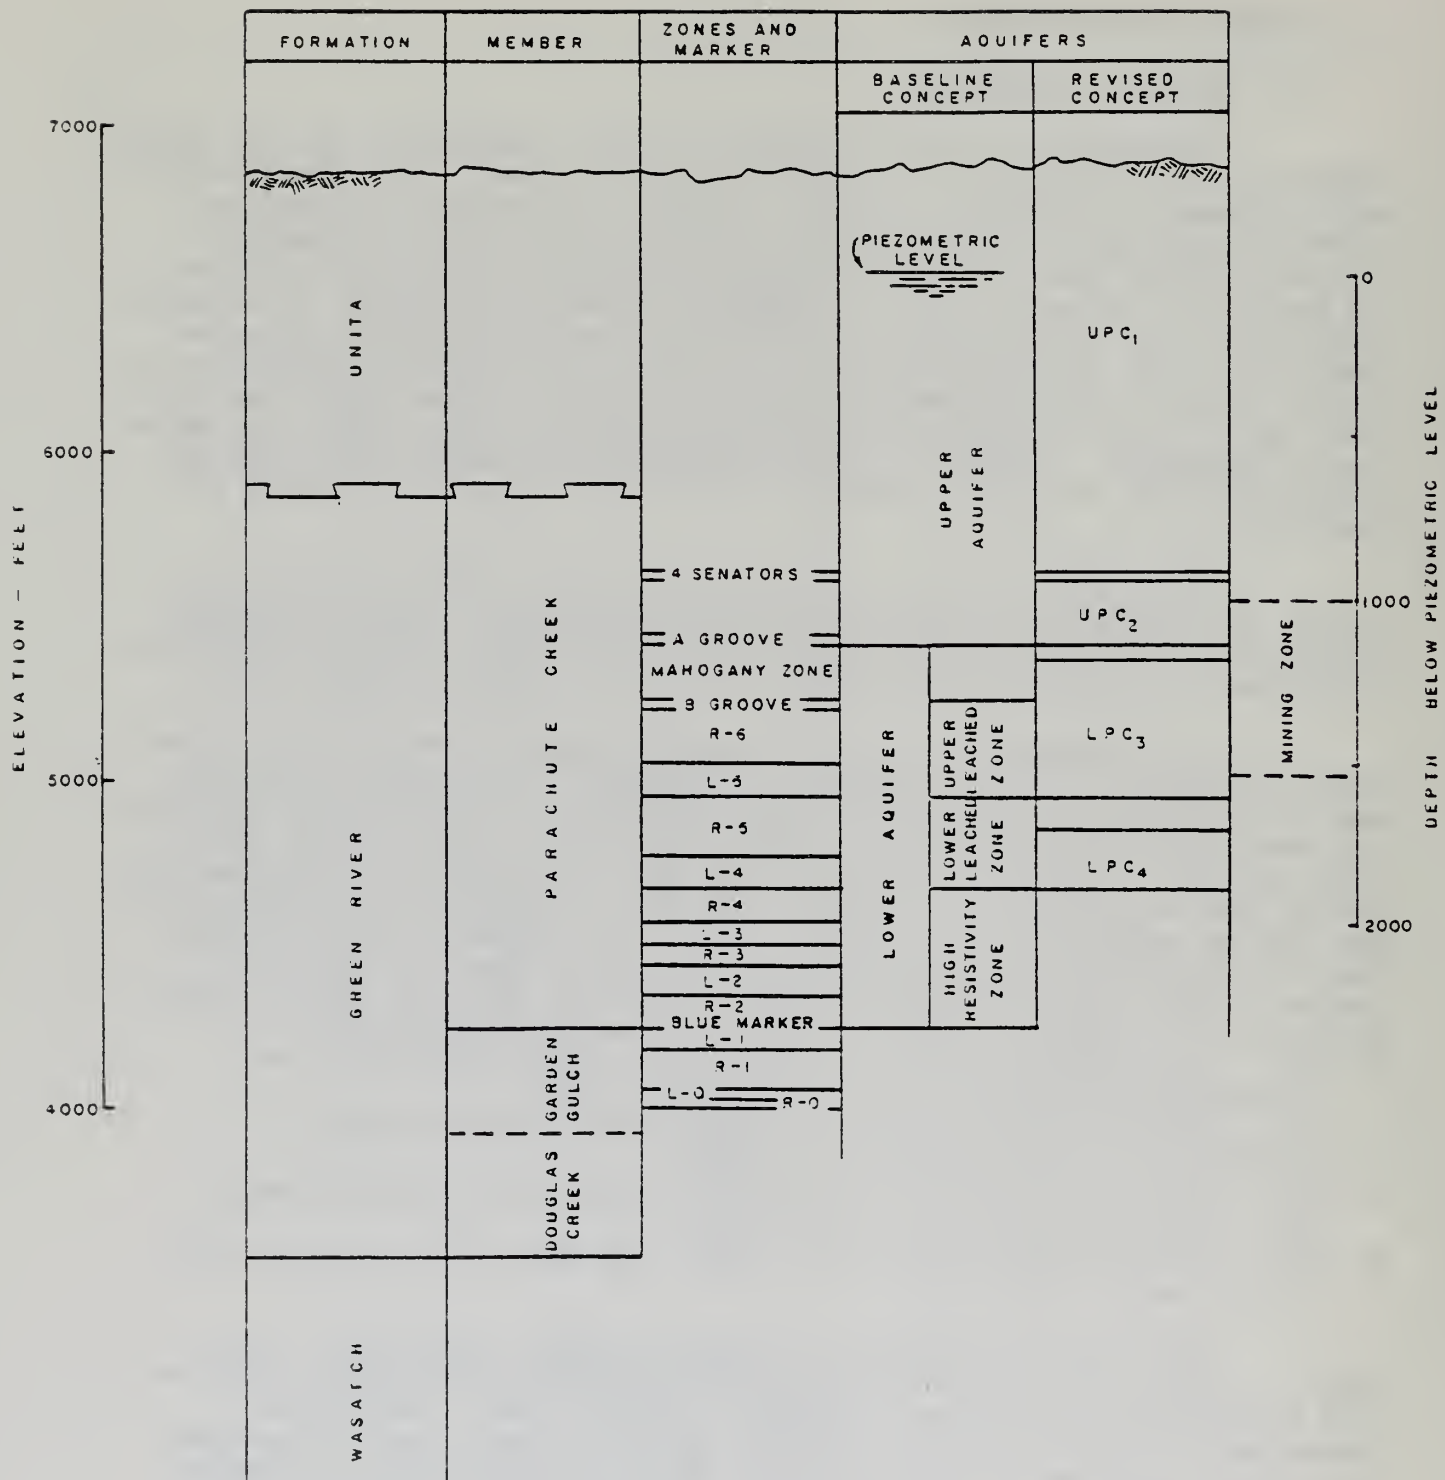 FORMATION
MEMBER
ZONES AND
MARKER
AQUIFERS
BASELINE
CONCEPT
REVISED
CONCEPT
7000
6000
5000
4000
ELEVATION - FEET
UNITA
GREEN RIVER
WASATCH
PARACHUTE CREEK
GARDEN
GULCH
DOUGLAS
CREEK
4 SENATORS
A GROOVE
MAHOGANY ZONE
B GROOVE
R-6
L-5
R-5
L-4
R-4
L-3
R-3
L-2
R-2
BLUE MARKER
L-1
R-1
L-0
R-0
PIEZOMETRIC
LEVEL
UPPER
AQUIFER
LOWER AQUIFER
UPPER
LEACHED
ZONE
LOWER
LEACHED
ZONE
HIGH
RESISTIVITY
ZONE
UPC1
UPC2
LPC3
LPC4
MINING ZONE
0
1000
2000
DEPTH BELOW PIEZOMETRIC LEVEL